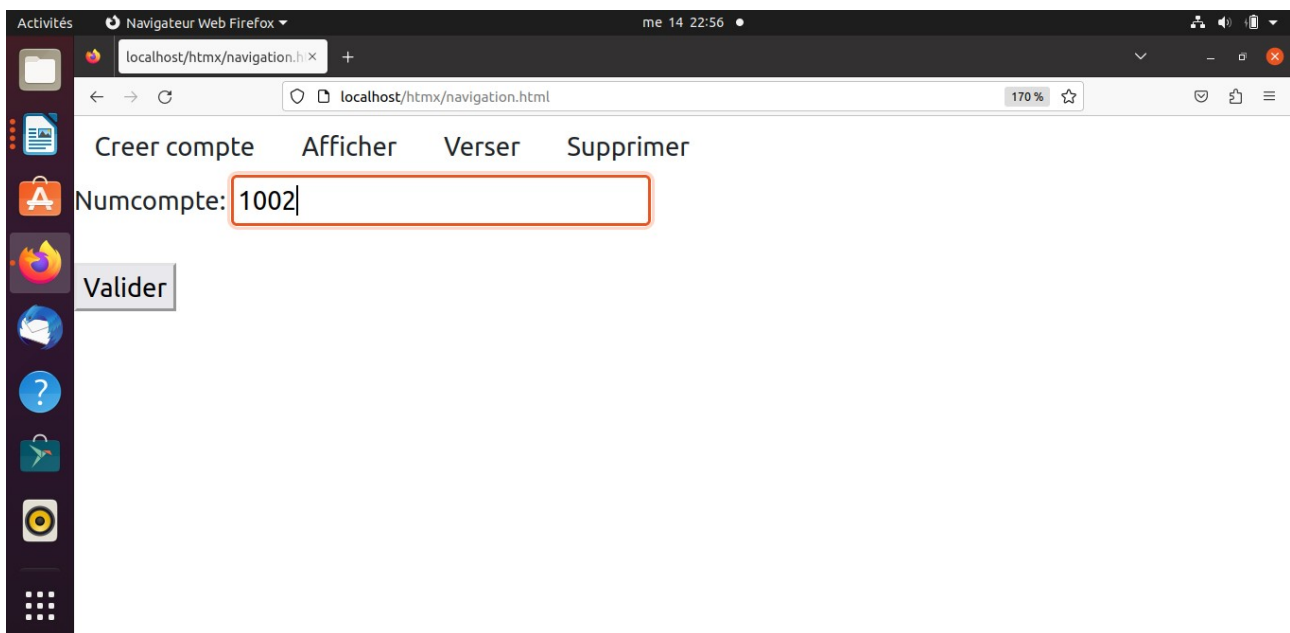 Activités Navigateur Web Firefox me 14 22:56
localhost/htmx/navigation.h
localhost/htmx/navigation.html 170 %
Creer compte Afficher Verser Supprimer
Numcompte: 1002
Valider